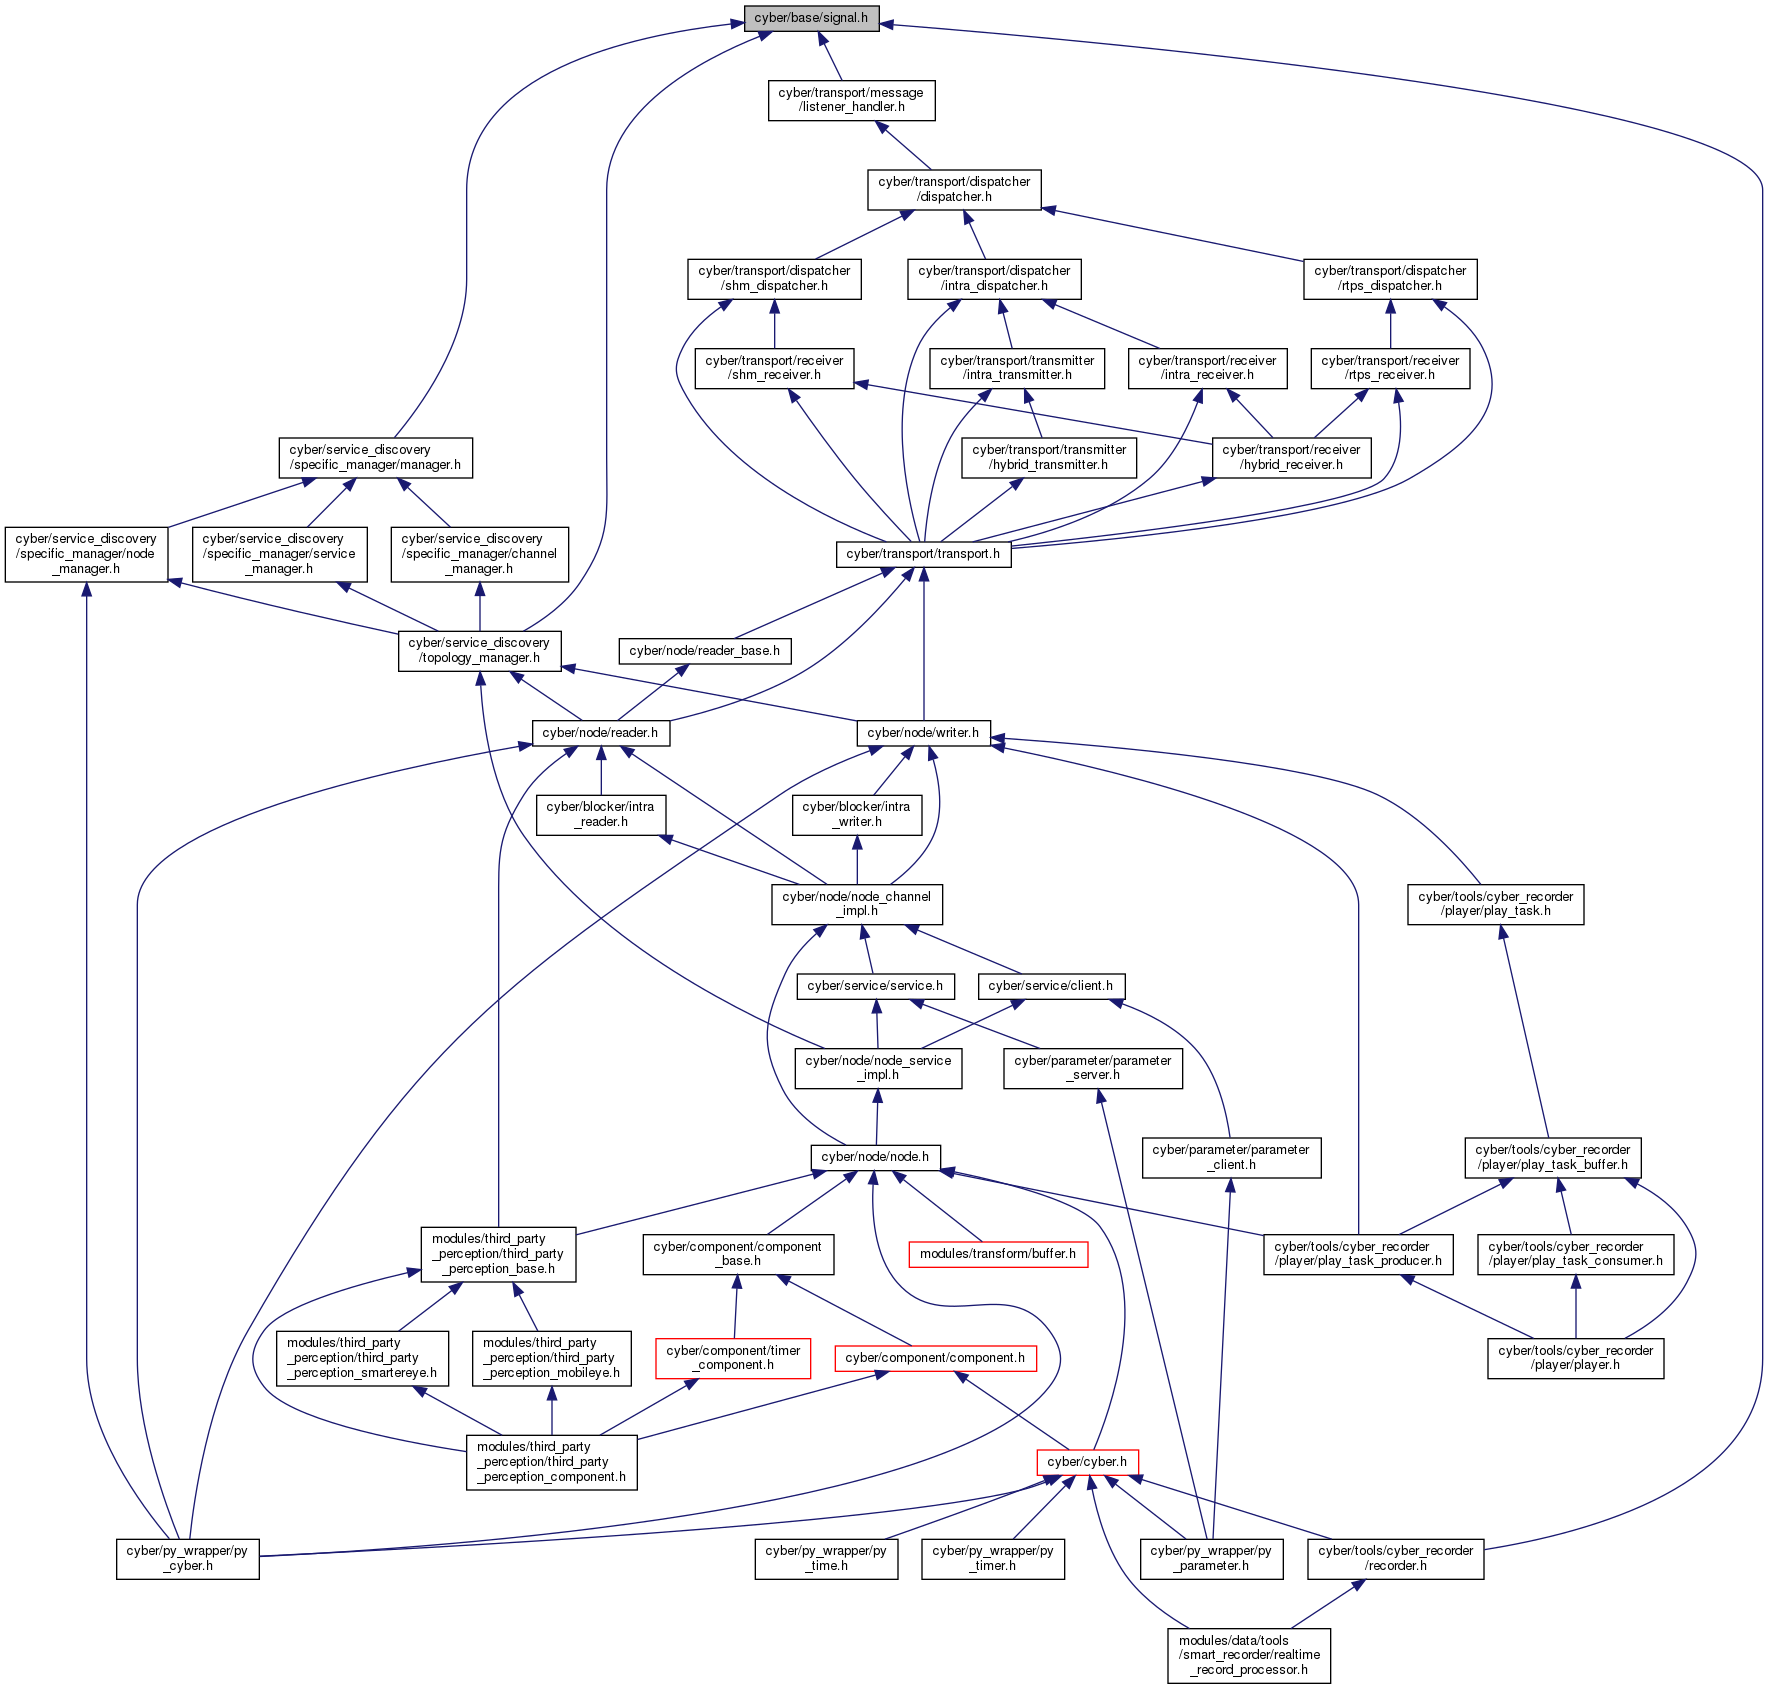 cyber/base/signal.h
cyber/transport/message
/listener_handler.h
cyber/transport/dispatcher
/dispatcher.h
cyber/transport/dispatcher
/shm_dispatcher.h
cyber/transport/dispatcher
/intra_dispatcher.h
cyber/transport/dispatcher
/rtps_dispatcher.h
cyber/transport/receiver
/shm_receiver.h
cyber/transport/transmitter
/intra_transmitter.h
cyber/transport/receiver
/intra_receiver.h
cyber/transport/receiver
/rtps_receiver.h
cyber/service_discovery
/specific_manager/manager.h
cyber/transport/transmitter
/hybrid_transmitter.h
cyber/transport/receiver
/hybrid_receiver.h
cyber/service_discovery
/specific_manager/node
_manager.h
cyber/service_discovery
/specific_manager/service
_manager.h
cyber/service_discovery
/specific_manager/channel
_manager.h
cyber/transport/transport.h
cyber/service_discovery
/topology_manager.h
cyber/node/reader_base.h
cyber/node/reader.h
cyber/node/writer.h
cyber/blocker/intra
_reader.h
cyber/blocker/intra
_writer.h
cyber/node/node_channel
_impl.h
cyber/tools/cyber_recorder
/player/play_task.h
cyber/service/service.h
cyber/service/client.h
cyber/node/node_service
_impl.h
cyber/parameter/parameter
_server.h
cyber/node/node.h
cyber/parameter/parameter
_client.h
cyber/tools/cyber_recorder
/player/play_task_buffer.h
modules/third_party
_perception/third_party
_perception_base.h
cyber/component/component
_base.h
modules/transform/buffer.h
cyber/tools/cyber_recorder
/player/play_task_producer.h
cyber/tools/cyber_recorder
/player/play_task_consumer.h
modules/third_party
_perception/third_party
_perception_smartereye.h
modules/third_party
_perception/third_party
_perception_mobileye.h
cyber/component/timer
_component.h
cyber/component/component.h
cyber/tools/cyber_recorder
/player/player.h
modules/third_party
_perception/third_party
_perception_component.h
cyber/cyber.h
cyber/py_wrapper/py
_cyber.h
cyber/py_wrapper/py
_time.h
cyber/py_wrapper/py
_timer.h
cyber/py_wrapper/py
_parameter.h
cyber/tools/cyber_recorder
/recorder.h
modules/data/tools
/smart_recorder/realtime
_record_processor.h